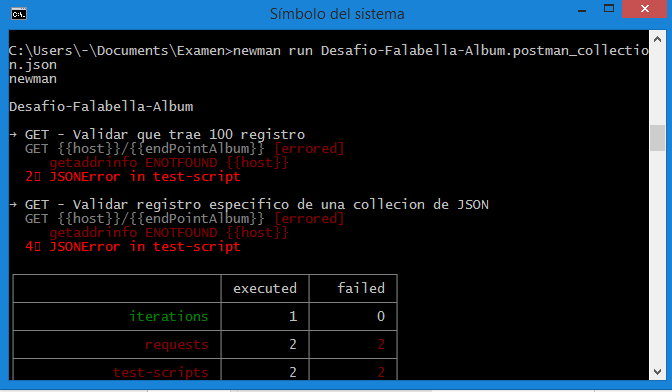 Símbolo del sistema
C:\Users\-\Documents\Examen>newman run Desafio-Falabella-Album.postman_collectio
n.json
newman
Desafio-Falabella-Album
→ GET - Validar que trae 100 registro
GET {{host}}/{{endPointAlbum}} [errored]
getaddrinfo ENOTFOUND {{host}}
2▯ JSONError in test-script
→ GET - Validar registro especifico de una collecion de JSON
GET {{host}}/{{endPointAlbum}} [errored]
getaddrinfo ENOTFOUND {{host}}
4▯ JSONError in test-script
executed failed
iterations 1 0
requests 2 2
test-scripts 2 2